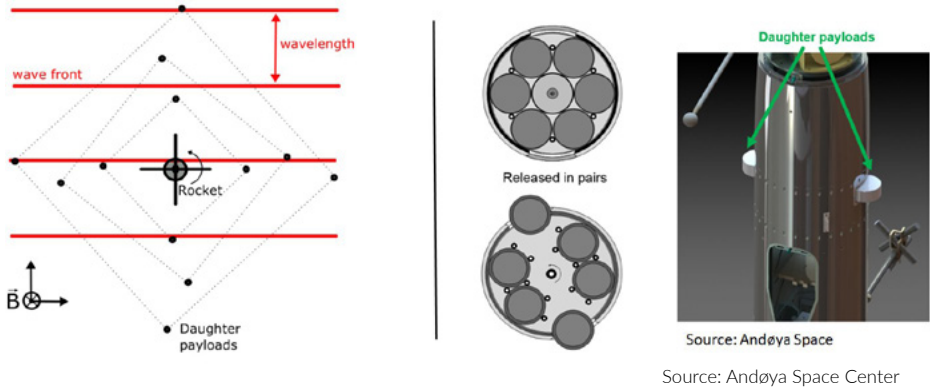 wavelength
wave front
Rocket
B
Daughter
payloads
Released in pairs
Daughter payloads
Source: Andøya Space
Source: Andøya Space Center